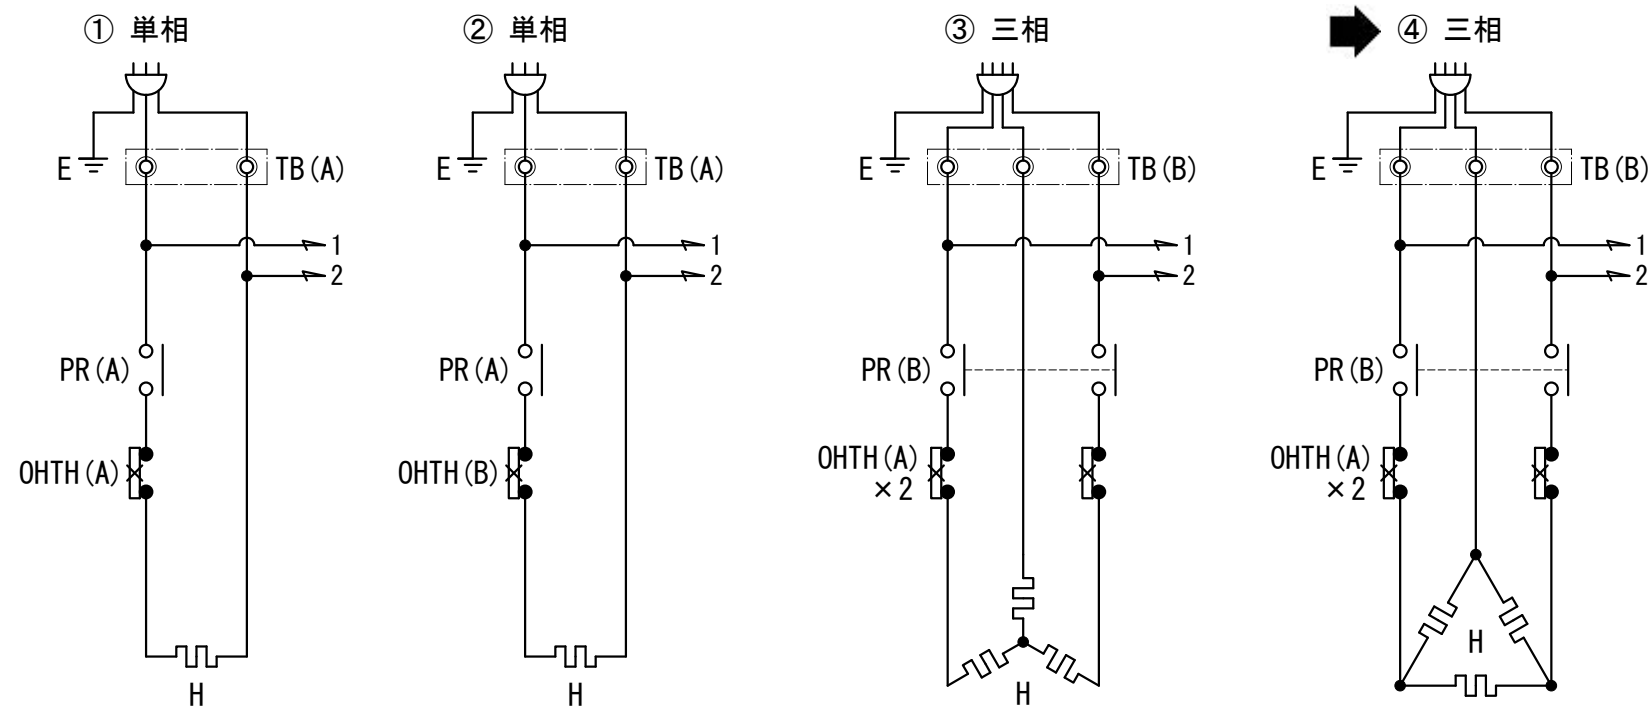 ① 単相
E
TB(A)
1
2
PR(A)
OHTH(A)
H
② 単相
E
TB(A)
1
2
PR(A)
OHTH(B)
H
③ 三相
E
TB(B)
1
2
PR(B)
OHTH(A)
×2
H
④ 三相
E
TB(B)
1
2
PR(B)
OHTH(A)
×2
H